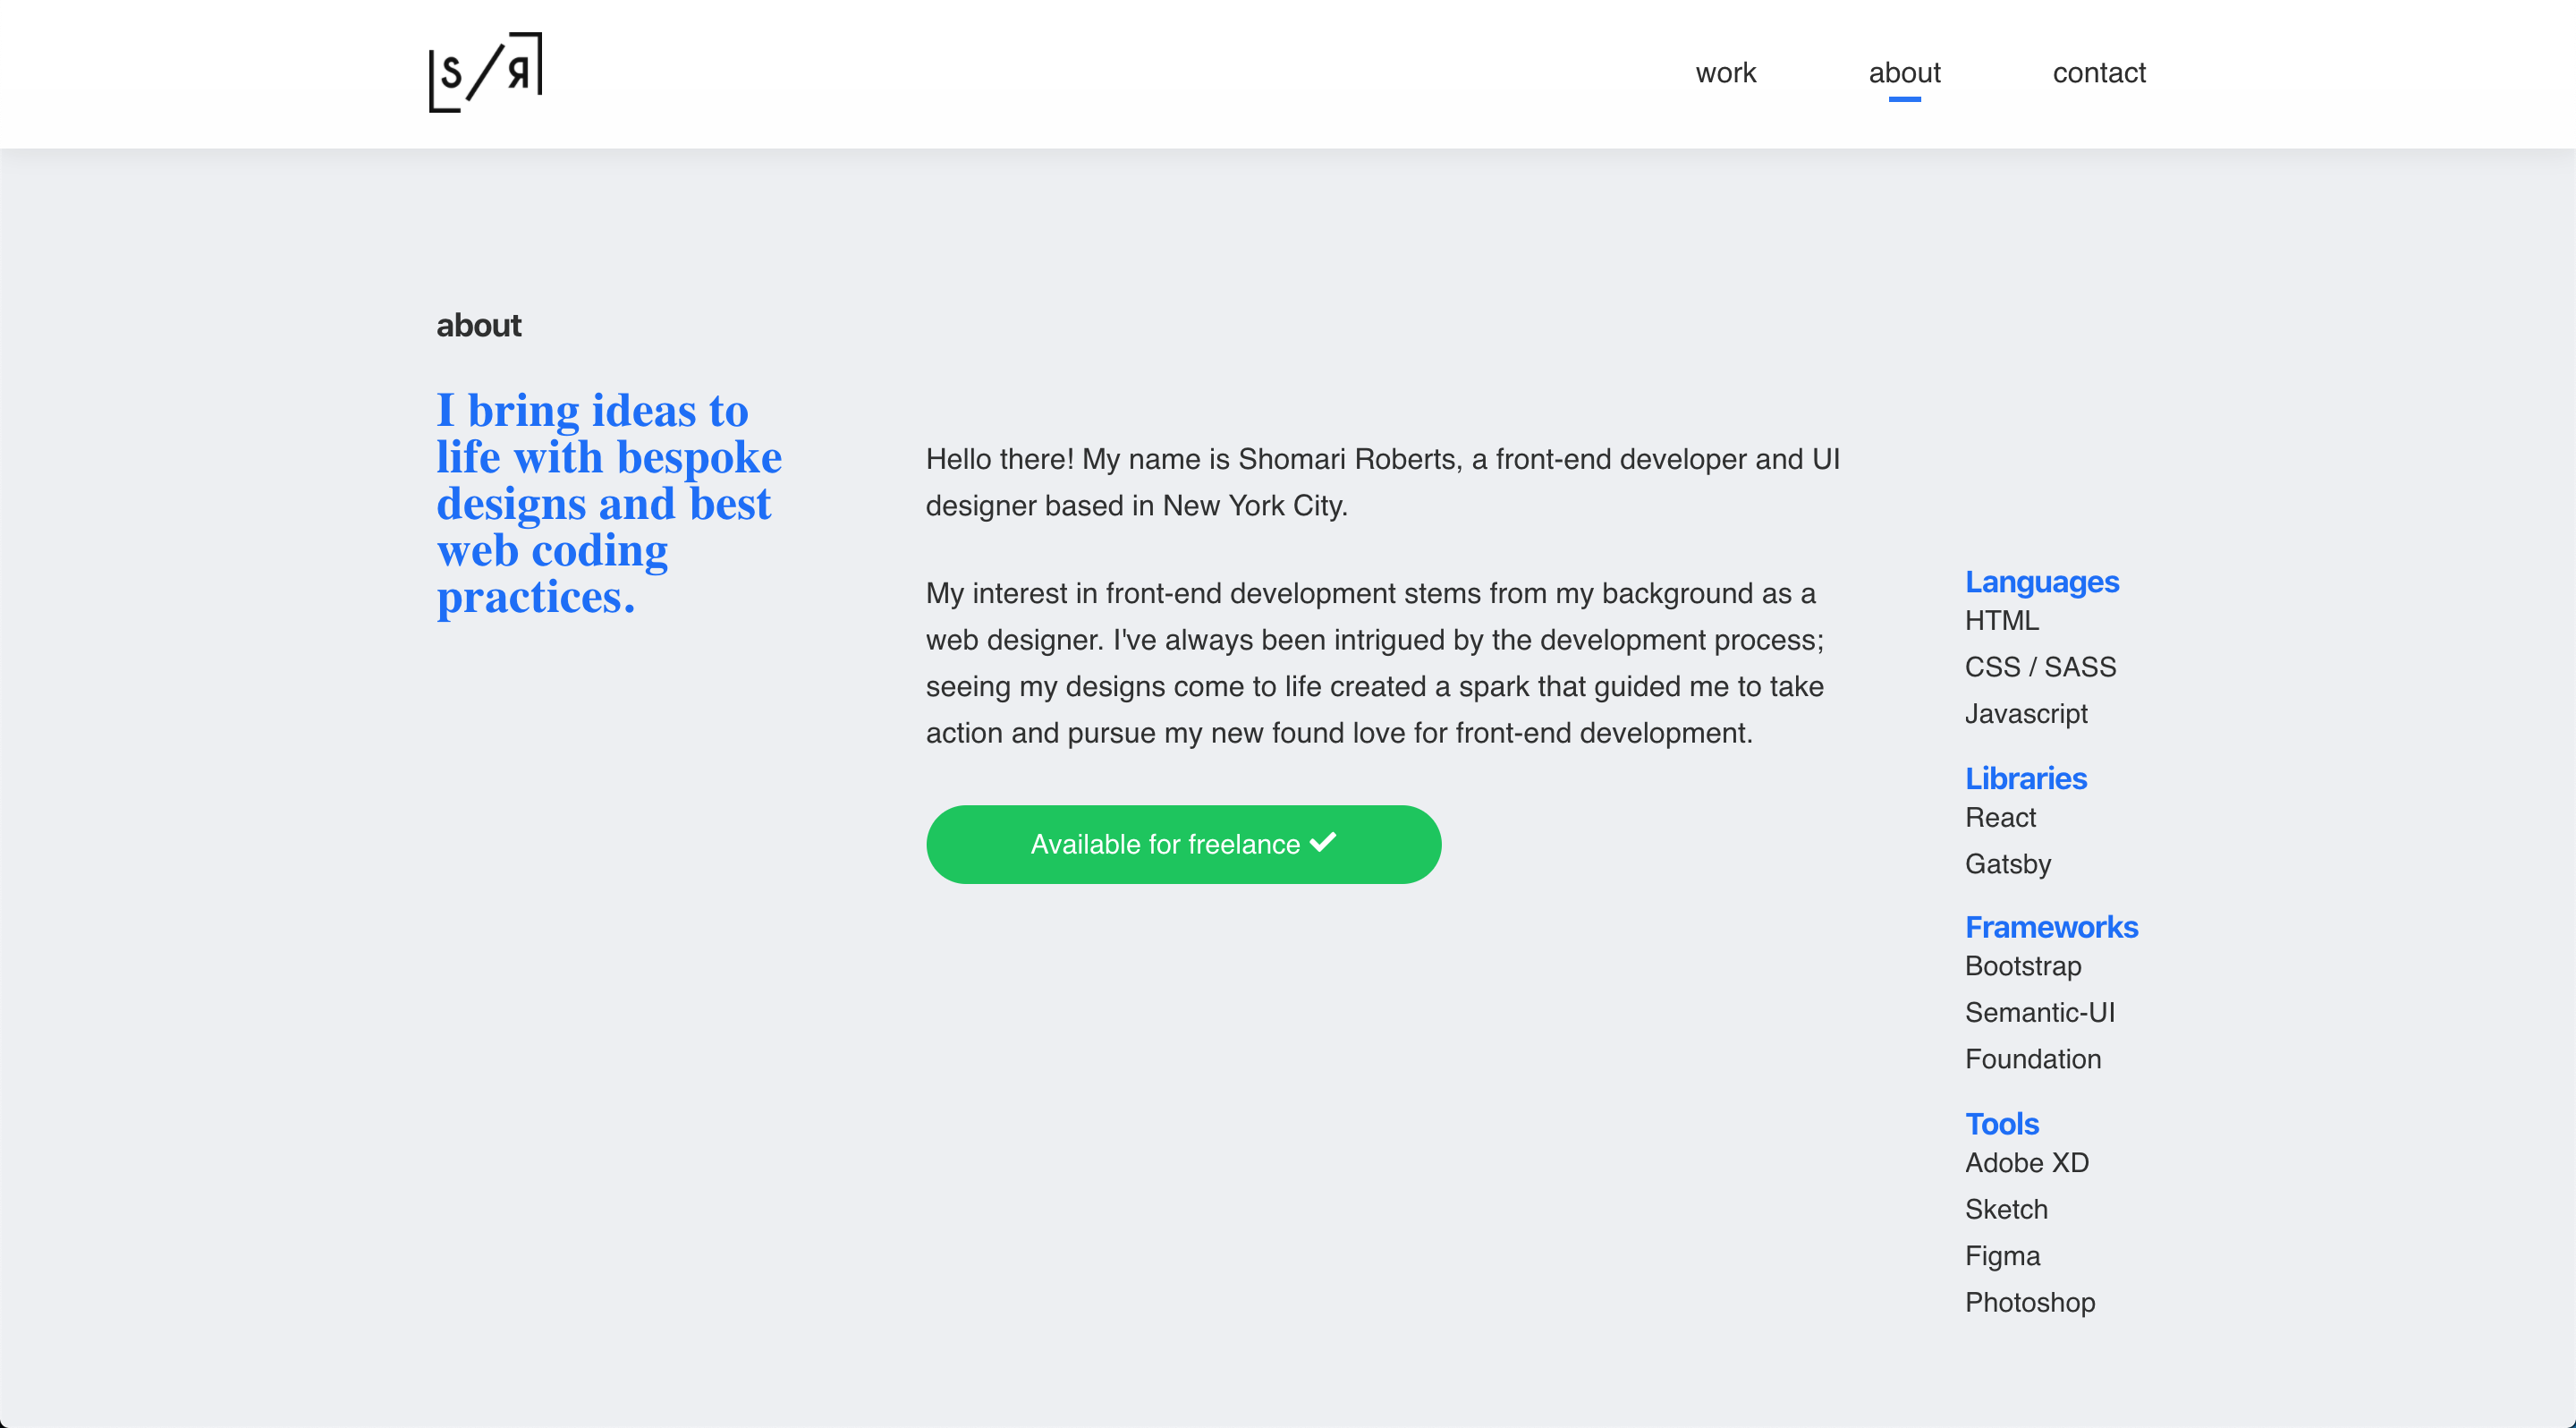 S/R
work about contact
about
I bring ideas to
life with bespoke
designs and best
web coding
practices.
Hello there! My name is Shomari Roberts, a front-end developer and UI
designer based in New York City.
My interest in front-end development stems from my background as a
web designer. I've always been intrigued by the development process;
seeing my designs come to life created a spark that guided me to take
action and pursue my new found love for front-end development.
Available for freelance
Languages
HTML
CSS / SASS
Javascript
Libraries
React
Gatsby
Frameworks
Bootstrap
Semantic-UI
Foundation
Tools
Adobe XD
Sketch
Figma
Photoshop